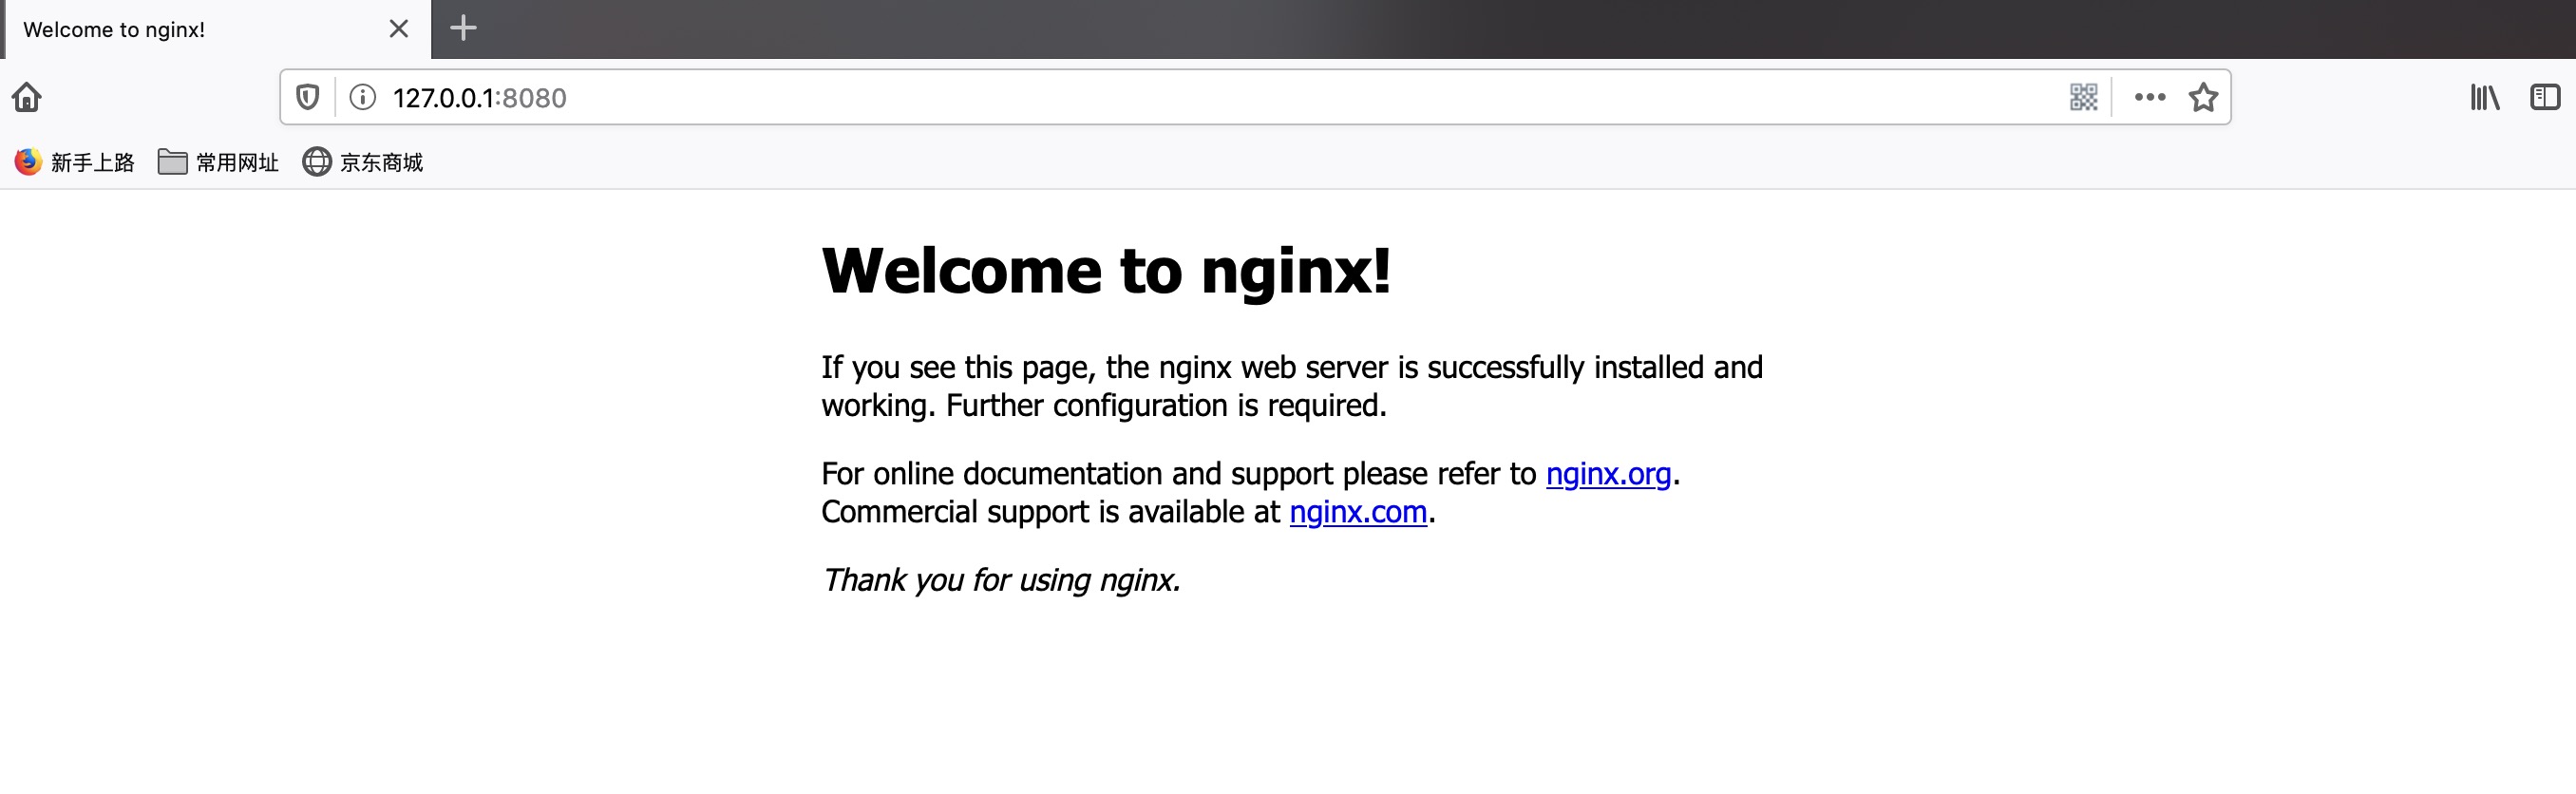 Welcome to nginx!
127.0.0.1:8080
新手上路 常用网址 京东商城
Welcome to nginx!
If you see this page, the nginx web server is successfully installed and
working. Further configuration is required.
For online documentation and support please refer to nginx.org.
Commercial support is available at nginx.com.
Thank you for using nginx.